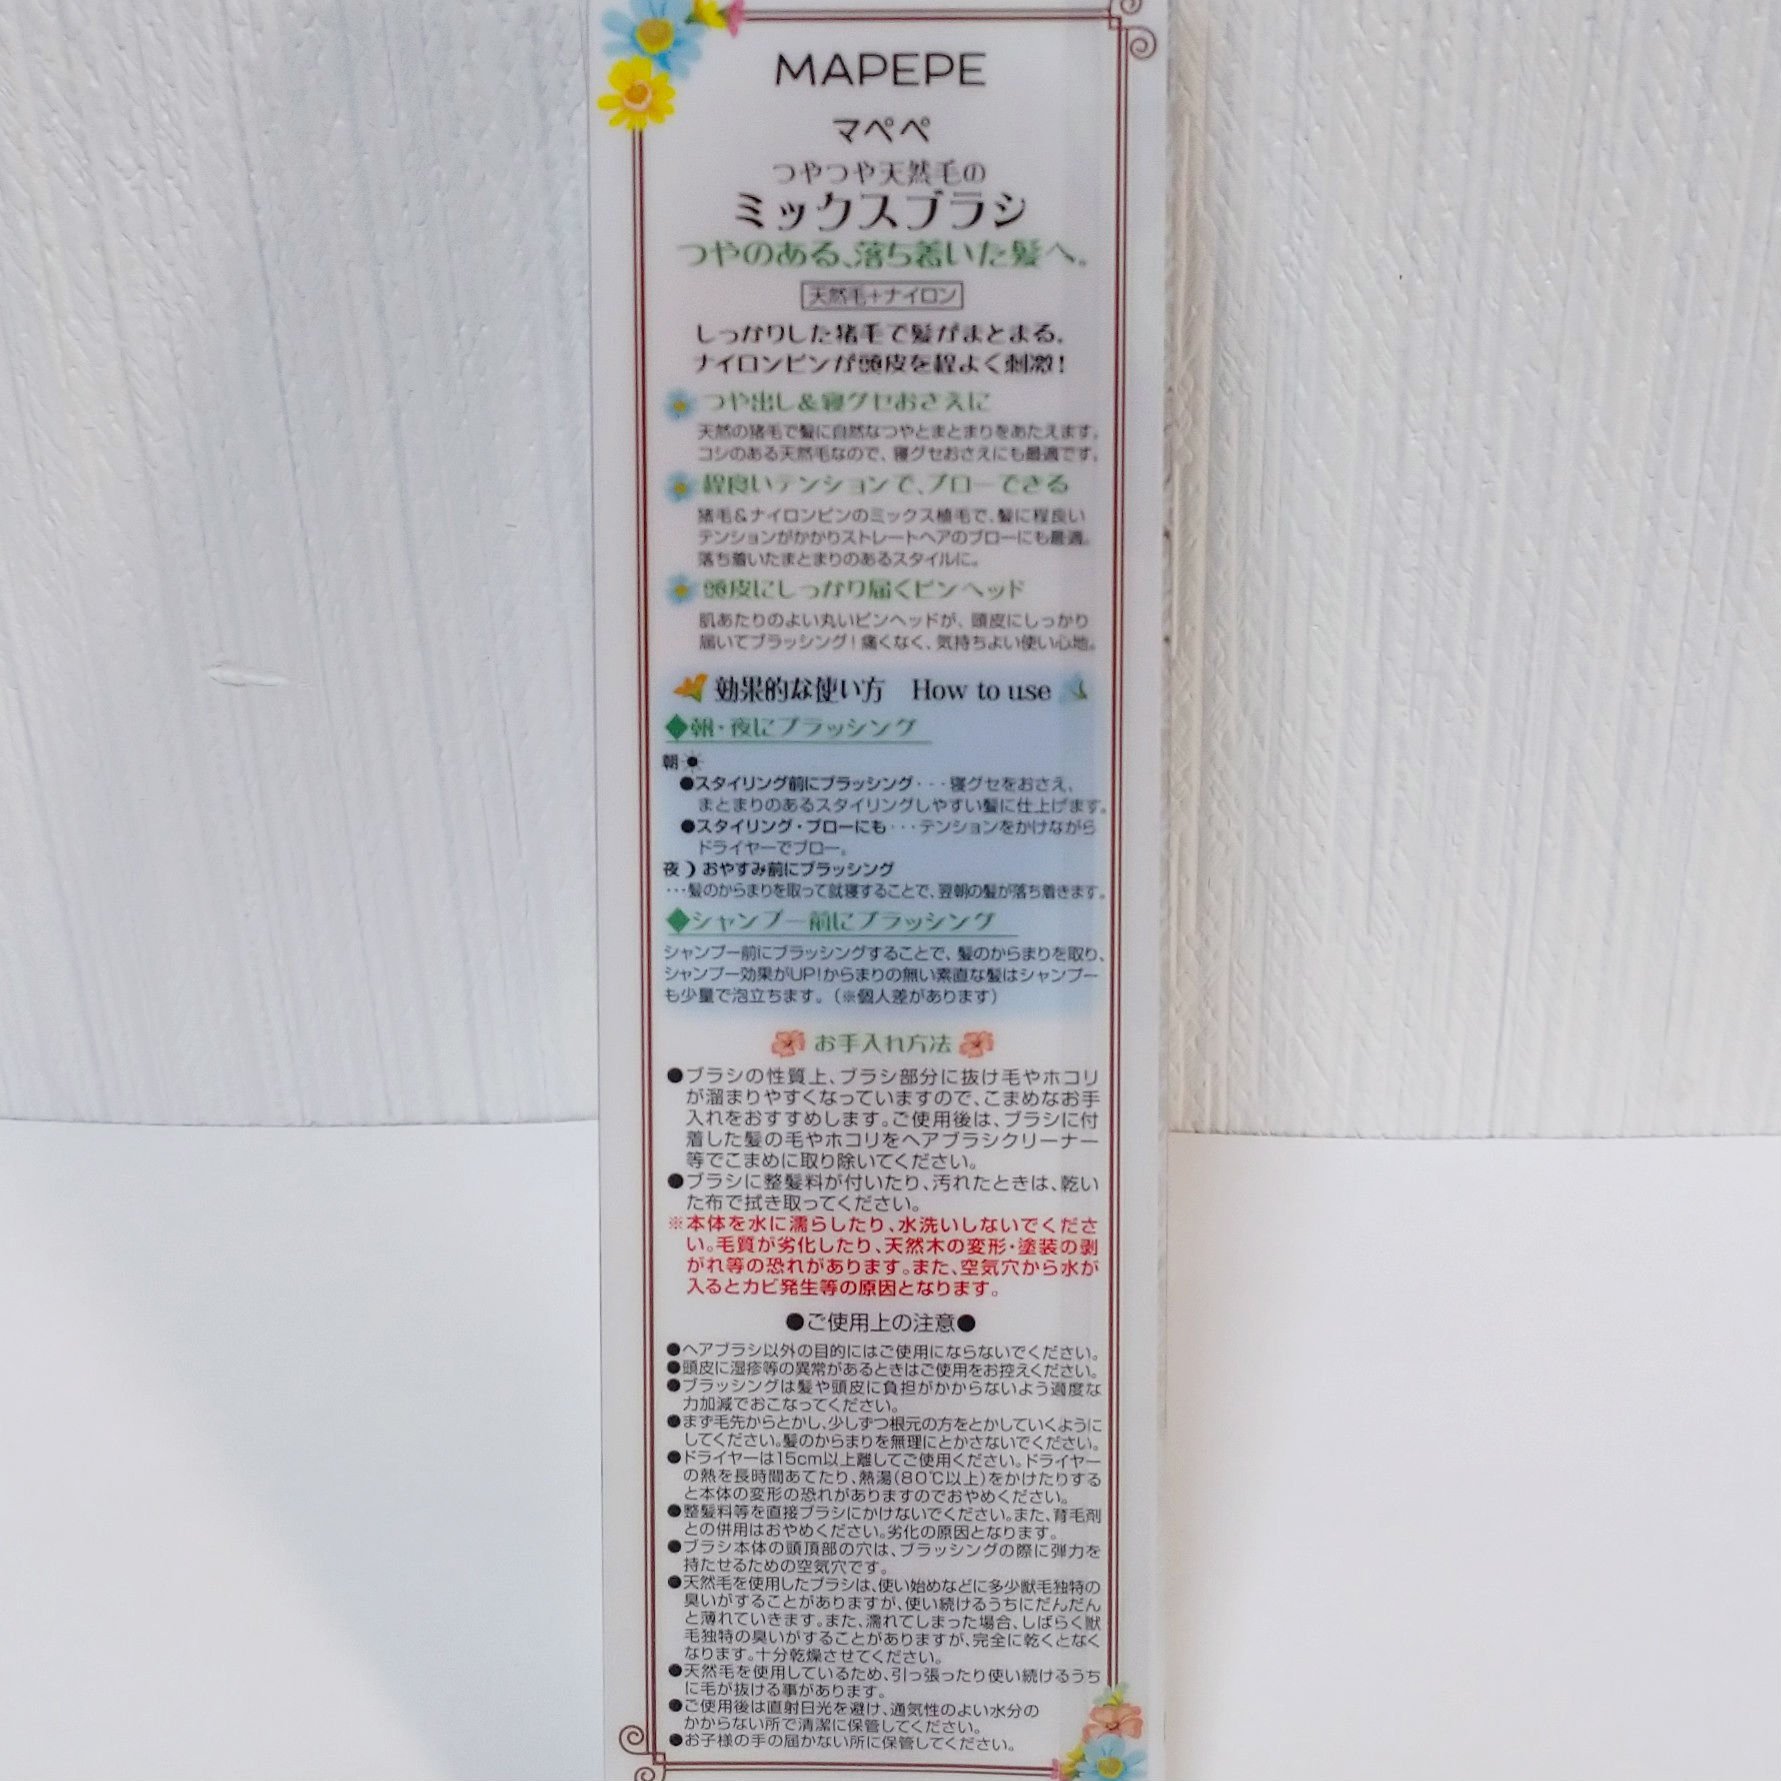 MAPEPE
マペペ
つやつや天然毛の
ミックスブラシ
つやのある、落ち着いた髪へ。
天然毛+ナイロン
しっかりした猪毛で髪がまとまる。
ナイロンピンが頭皮を程よく刺激!
つや出し&寝グセおさえに
天然の猪毛で髪に自然なつやとまとまりをあたえます。
コシのある天然毛なので、寝グセおさえにも最適です。
程良いテンションで、ブローできる
猪毛&ナイロンピンのミックス植毛で、髪に程良い
テンションがかかりストレートヘアのブローにも最適。
落ち着いたまとまりのあるスタイルに。
頭皮にしっかり届くピンヘッド
肌あたりのよい丸いピンヘッドが、頭皮にしっかり
届いてブラッシング!痛くなく、気持ちよい使い心地。
効果的な使い方 How to use
◆朝・夜にブラッシング
朝
●スタイリング前にブラッシング・・・寝グセをおさえ、
まとまりのあるスタイリングしやすい髪に仕上げます。
●スタイリング・ブローにも・・・テンションをかけながら
ドライヤーでブロー。
夜 おやすみ前にブラッシング
・・・髪のからまりを取って就寝することで、翌朝の髪が落ち着きます。
◆シャンプー前にブラッシング
シャンプー前にブラッシングすることで、髪のからまりを取り、
シャンプー効果がUP!からまりの無い素直な髪はシャンプー
も少量で泡立ちます。(※個人差があります)
お手入れ方法
●ブラシの性質上、ブラシ部分に抜け毛やホコリ
が溜まりやすくなっていますので、こまめなお手
入れをおすすめします。ご使用後は、ブラシに付
着した髪の毛やホコリをヘアブラシクリーナー
等でこまめに取り除いてください。
●ブラシに整髪料が付いたり、汚れたときは、乾い
た布で拭き取ってください。
※本体を水に濡らしたり、水洗いしないでくださ
い。毛質が劣化したり、天然木の変形・塗装の剥
がれ等の恐れがあります。また、空気穴から水が
入るとカビ発生等の原因となります。
●ご使用上の注意●
●ヘアブラシ以外の目的にはご使用にならないでください。
●頭皮に湿疹等の異常があるときはご使用をお控えください。
●ブラッシングは髪や頭皮に負担がかからないよう適度な
力加減でおこなってください。
●まず毛先からとかし、少しずつ根元の方をとかしていくように
してください。髪のからまりを無理にとかさないでください。
●ドライヤーは15cm以上離してご使用ください。ドライヤー
の熱を長時間あてたり、熱湯(80℃以上)をかけたりする
と本体の変形の恐れがありますのでおやめください。
●整髪料等を直接ブラシにかけないでください。また、育毛剤
との併用はおやめください。劣化の原因となります。
●ブラシ本体の頭頂部の穴は、ブラッシングの際に弾力を
持たせるための空気穴です。
●天然毛を使用したブラシは、使い始めなどに多少獣毛独特の
臭いがすることがありますが、使い続けるうちにだんだん
と薄れていきます。また、濡れてしまった場合、しばらく獣
毛独特の臭いがすることがありますが、完全に乾くとなく
なります。十分乾燥させてください。
●天然毛を使用しているため、引っ張ったり使い続けるうち
に毛が抜ける事があります。
●ご使用後は直射日光を避け、通気性のよい水分の
かからない所で清潔に保管してください。
●お子様の手の届かない所に保管してください。